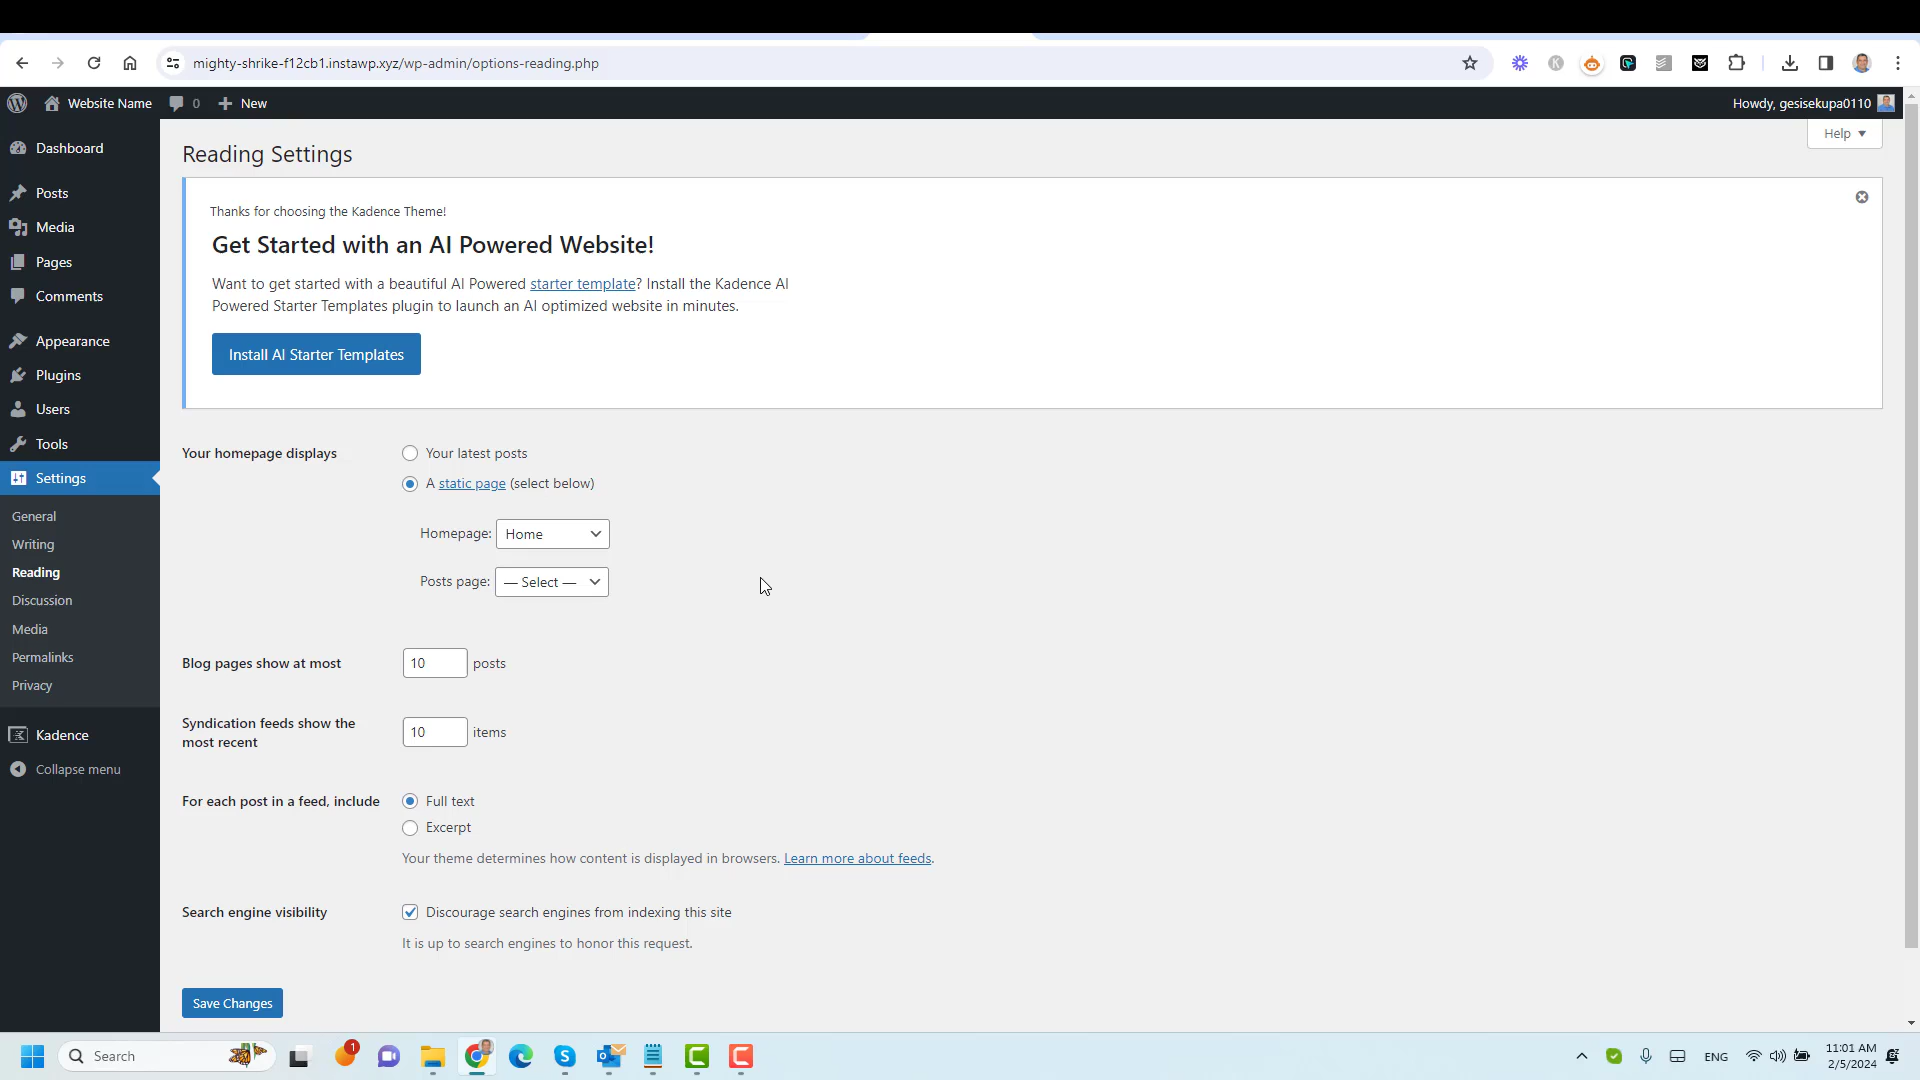 mighty-shrike-f12cb1.instawp.xyz/wp-admin/options-reading.php
Website Name 0 New Howdy, gesisekupa0110
Help
Dashboard
Posts
Media
Pages
Comments
Appearance
Plugins
Users
Tools
Settings
General
Writing
Reading
Discussion
Media
Permalinks
Privacy
Kadence
Collapse menu
Reading Settings
Thanks for choosing the Kadence Theme!
Get Started with an AI Powered Website!
Want to get started with a beautiful AI Powered starter template? Install the Kadence AI
Powered Starter Templates plugin to launch an AI optimized website in minutes.
Install AI Starter Templates
Your homepage displays
Your latest posts
A static page (select below)
Homepage: Home
Posts page: — Select —
Blog pages show at most 10 posts
Syndication feeds show the
most recent
10 items
For each post in a feed, include
Full text
Excerpt
Your theme determines how content is displayed in browsers. Learn more about feeds.
Search engine visibility
Discourage search engines from indexing this site
It is up to search engines to honor this request.
Save Changes
Search
1
ENG
11:01 AM
2/5/2024